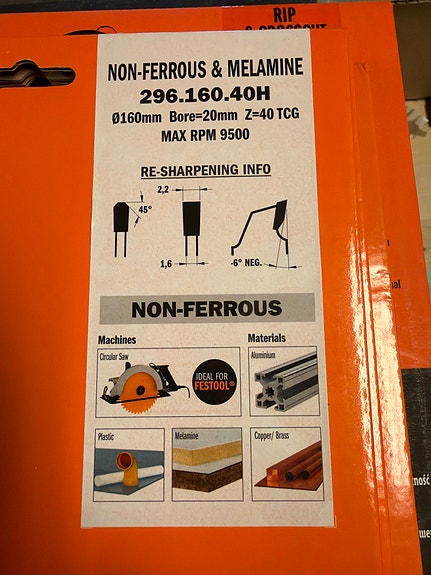 RIP
& CROSSCUT
NON-FERROUS & MELAMINE
296.160.40H
Ø160mm Bore=20mm Z=40 TCG
MAX RPM 9500
RE-SHARPENING INFO
2,2
45°
1,6
-6° NEG.
NON-FERROUS
Machines
Materials
Circular Saw
IDEAL FOR
FESTOOL®
Aluminium
Plastic
Melamine
Copper/ Brass